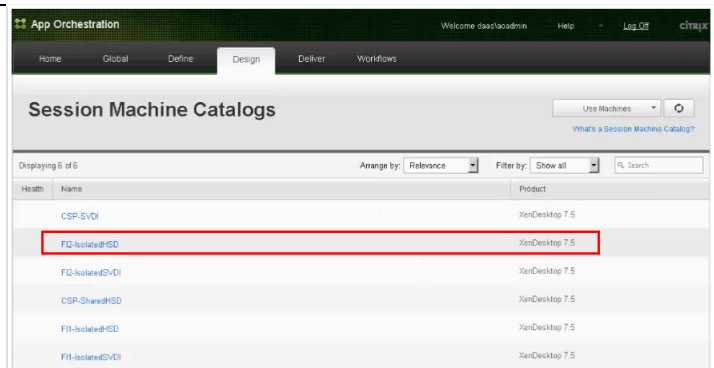 App Orchestration Welcome daas\aoadmin Help Log Off CITRIX
Home Global Define Design Deliver Workflows
Session Machine Catalogs
Use Machines
What's a Session Machine Catalog?
Displaying 6 of 6 Arrange by: Relevance Filter by: Show all Search
Health Name Product
CSP-SVDI XenDesktop 7.5
FI2-IsolatedHSD XenDesktop 7.5
FI2-IsolatedSVDI XenDesktop 7.5
CSP-SharedHSD XenDesktop 7.5
FI1-IsolatedHSD XenDesktop 7.5
FI1-IsolatedSVDI XenDesktop 7.5